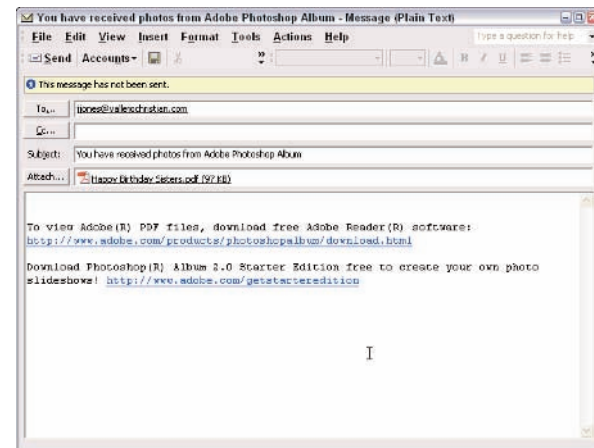 You have received photos from Adobe Photoshop Album - Message (Plain Text)
File Edit View Insert Format Tools Actions Help Type a question for help
Send Accounts
B I U
This message has not been sent.
To...
Cc...
Subject: You have received photos from Adobe Photoshop Album
Attach... Happy Birthday Sisters.pdf (97 KB)
To view Adobe(R) PDF files, download free Adobe Reader(R) software:
http://www.adobe.com/products/photoshopalbum/download.html
Download Photoshop(R) Album 2.0 Starter Edition free to create your own photo
slideshows! http://www.adobe.com/getstarteredition